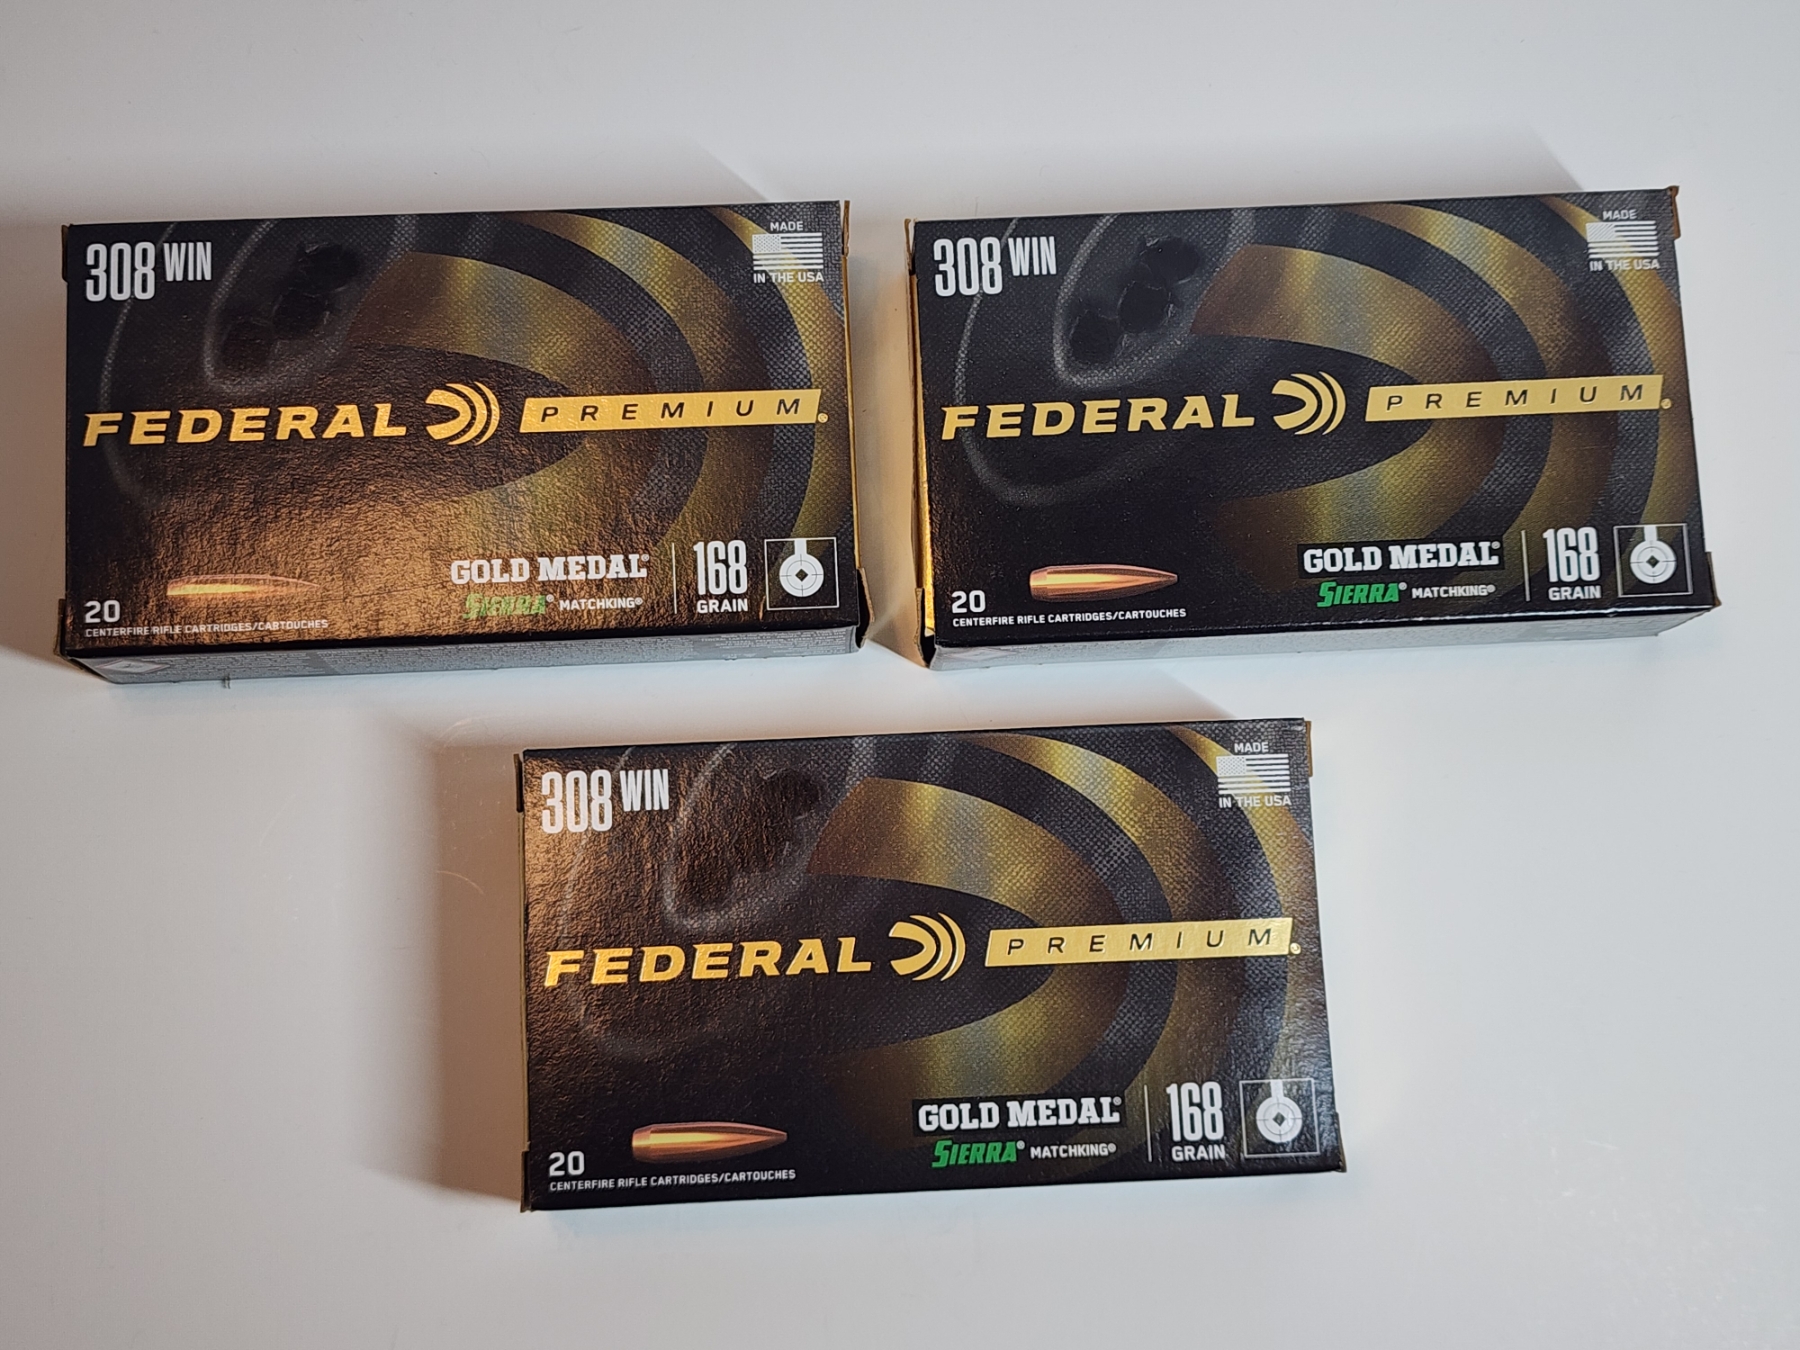 308 WIN
MADE
IN THE USA
FEDERAL PREMIUM®
GOLD MEDAL®
SIERRA® MATCHKING®
168
GRAIN
20
CENTERFIRE RIFLE CARTRIDGES/CARTOUCHES
308 WIN
MADE
IN THE USA
FEDERAL PREMIUM®
GOLD MEDAL®
SIERRA® MATCHKING®
168
GRAIN
20
CENTERFIRE RIFLE CARTRIDGES/CARTOUCHES
308 WIN
MADE
IN THE USA
FEDERAL PREMIUM®
GOLD MEDAL®
SIERRA® MATCHKING®
168
GRAIN
20
CENTERFIRE RIFLE CARTRIDGES/CARTOUCHES